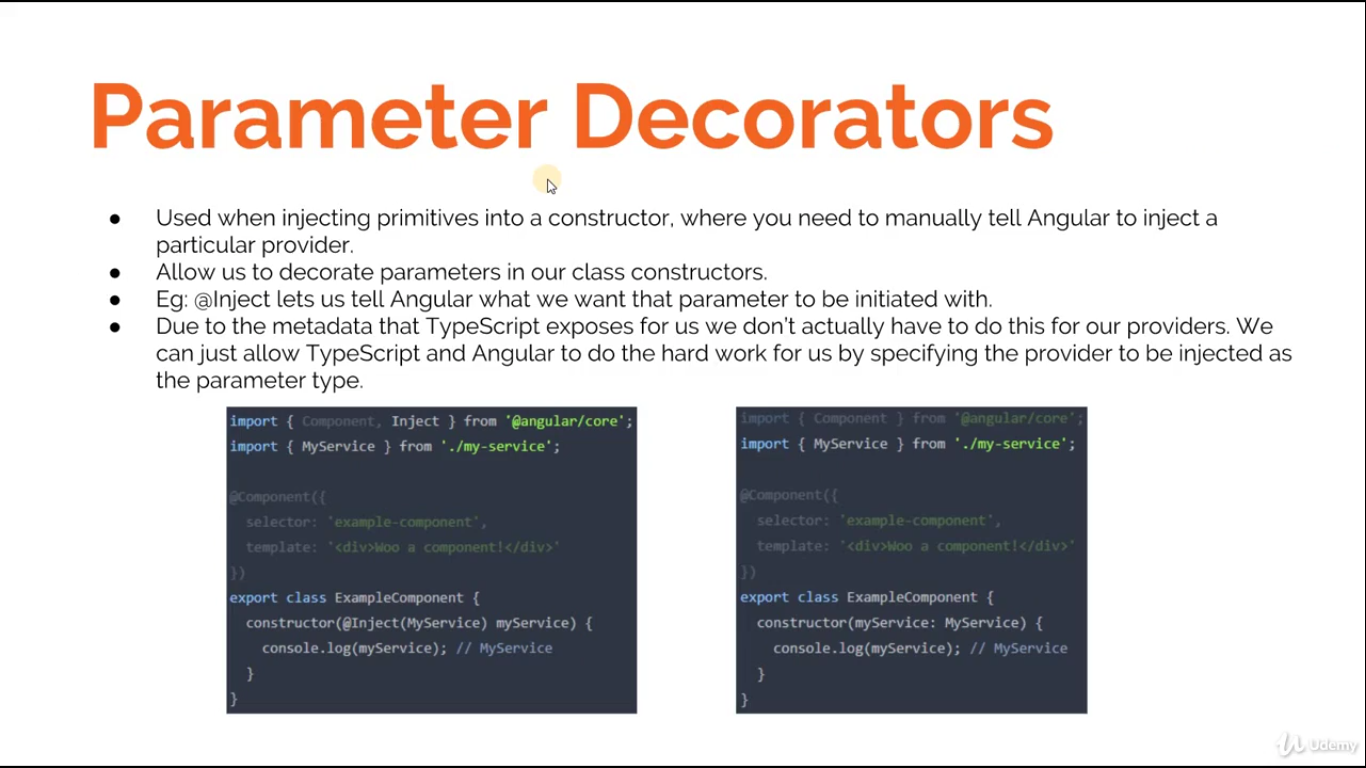 Parameter Decorators
● Used when injecting primitives into a constructor, where you need to manually tell Angular to inject a
particular provider.
● Allow us to decorate parameters in our class constructors.
● Eg: @Inject lets us tell Angular what we want that parameter to be initiated with.
● Due to the metadata that TypeScript exposes for us we don't actually have to do this for our providers. We
can just allow TypeScript and Angular to do the hard work for us by specifying the provider to be injected as
the parameter type.
import { Component, Inject } from '@angular/core';
import { MyService } from './my-service';
@Component({
  selector: 'example-component',
  template: '<div>Woo a component!</div>'
})
export class ExampleComponent {
  constructor(@Inject(MyService) myService) {
    console.log(myService); // MyService
  }
}
import { Component } from '@angular/core';
import { MyService } from './my-service';
@Component({
  selector: 'example-component',
  template: '<div>Woo a component!</div>'
})
export class ExampleComponent {
  constructor(myService: MyService) {
    console.log(myService); // MyService
  }
}
Udemy